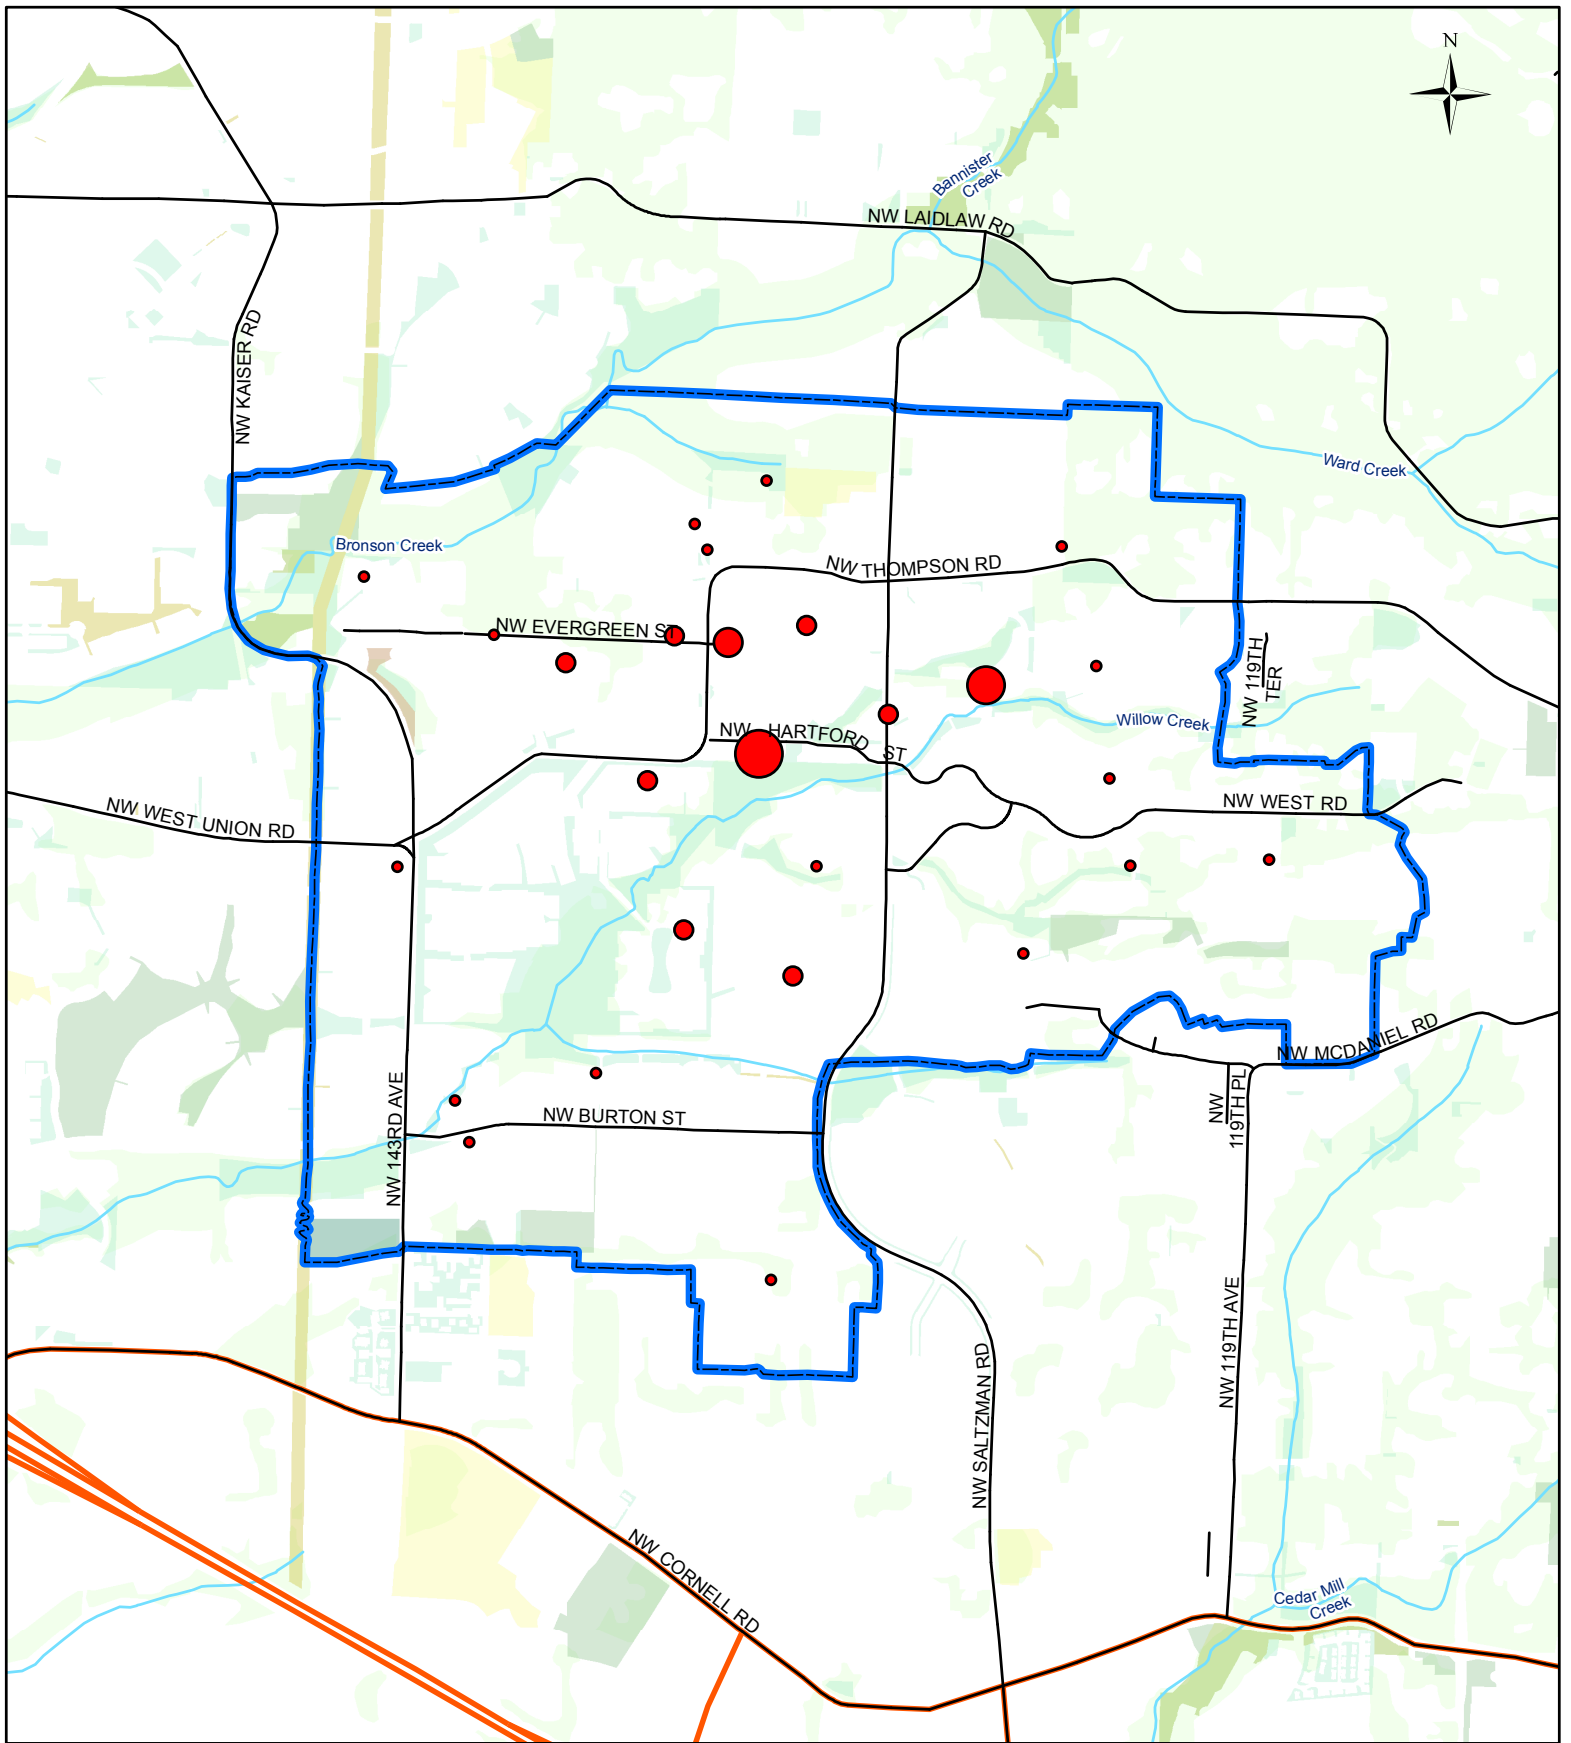 N
Bannister
Creek
NW LAIDLAW RD
NW KAISER RD
Ward Creek
Bronson Creek
NW THOMPSON RD
NW EVERGREEN ST
NW 119TH
TER
Willow Creek
NW HARTFORD ST
NW WEST RD
NW WEST UNION RD
NW MCDANIEL RD
NW 143RD AVE
NW BURTON ST
NW
119TH PL
NW 119TH AVE
NW SALTZMAN RD
NW CORNELL RD
Cedar Mill
Creek